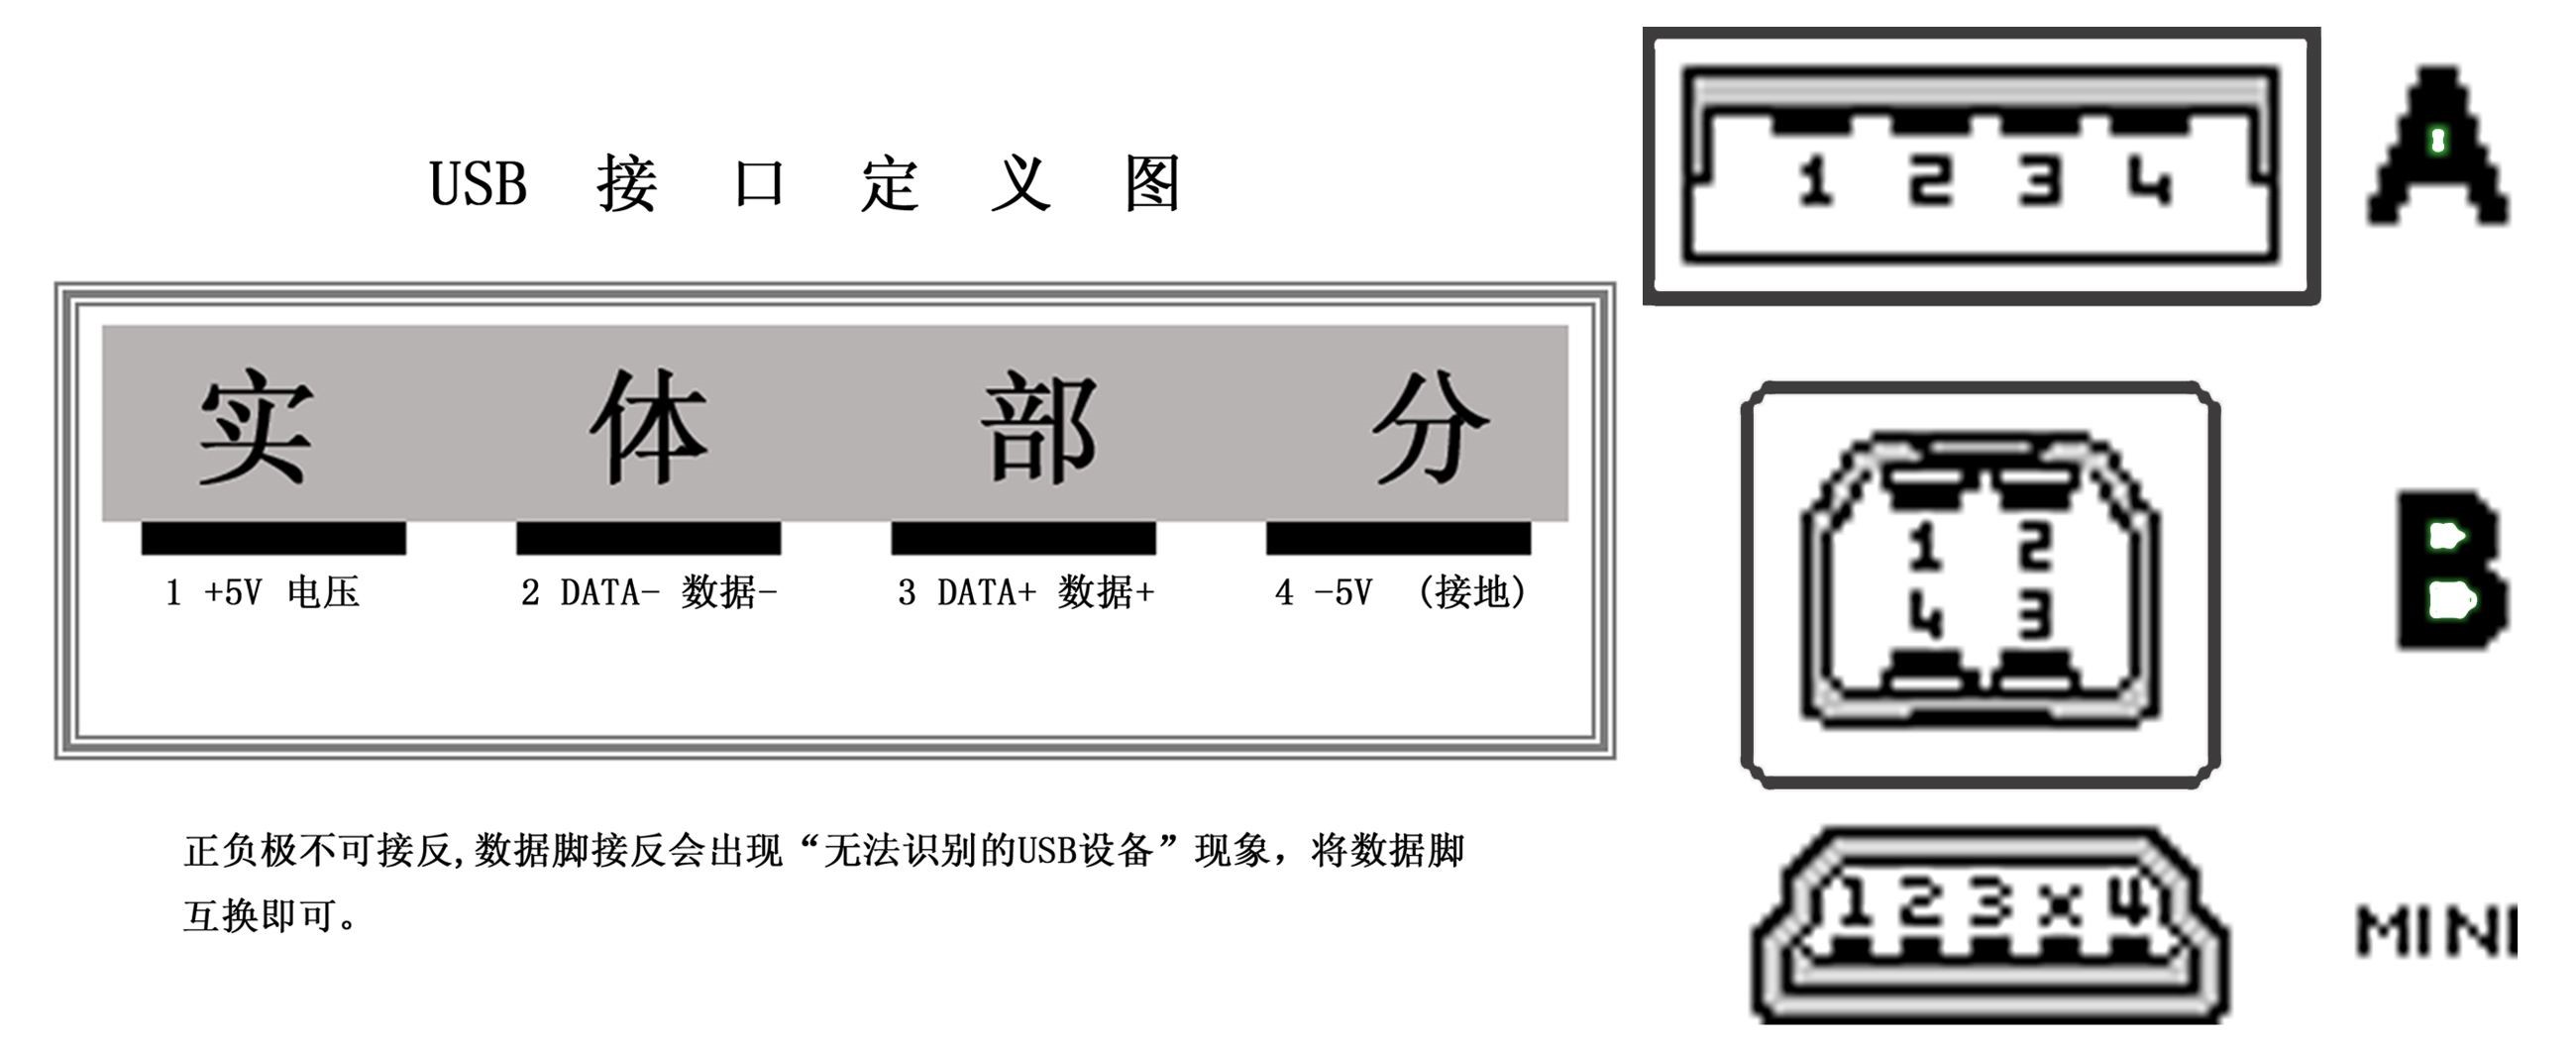 USB 接 口 定 义 图
实 体 部 分
1 +5V 电压
2 DATA- 数据-
3 DATA+ 数据+
4 -5V (接地)
正负极不可接反,数据脚接反会出现“无法识别的USB设备”现象，将数据脚
互换即可。
1 2 3 4
A
1 2
4 3
B
1 2 3 x 4
MINI